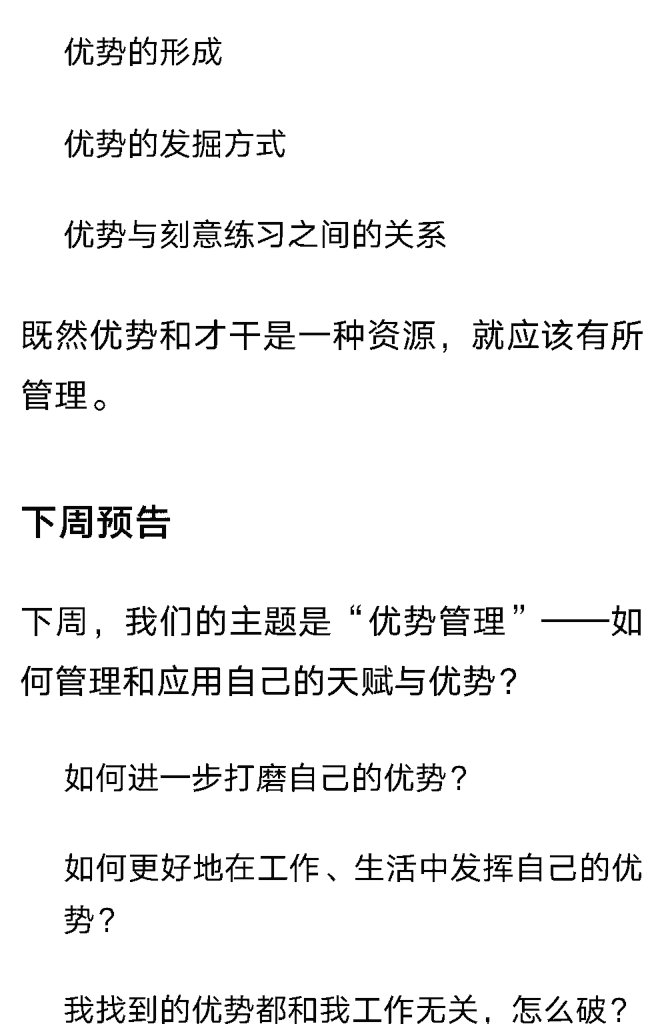 优势的形成
优势的发掘方式
优势与刻意练习之间的关系
既然优势和才干是一种资源，就应该有所
管理。
下周预告
下周，我们的主题是“优势管理”——如
何管理和应用自己的天赋与优势？
如何进一步打磨自己的优势？
如何更好地在工作、生活中发挥自己的优
势？
我找到的优势都和我工作无关，怎么破？